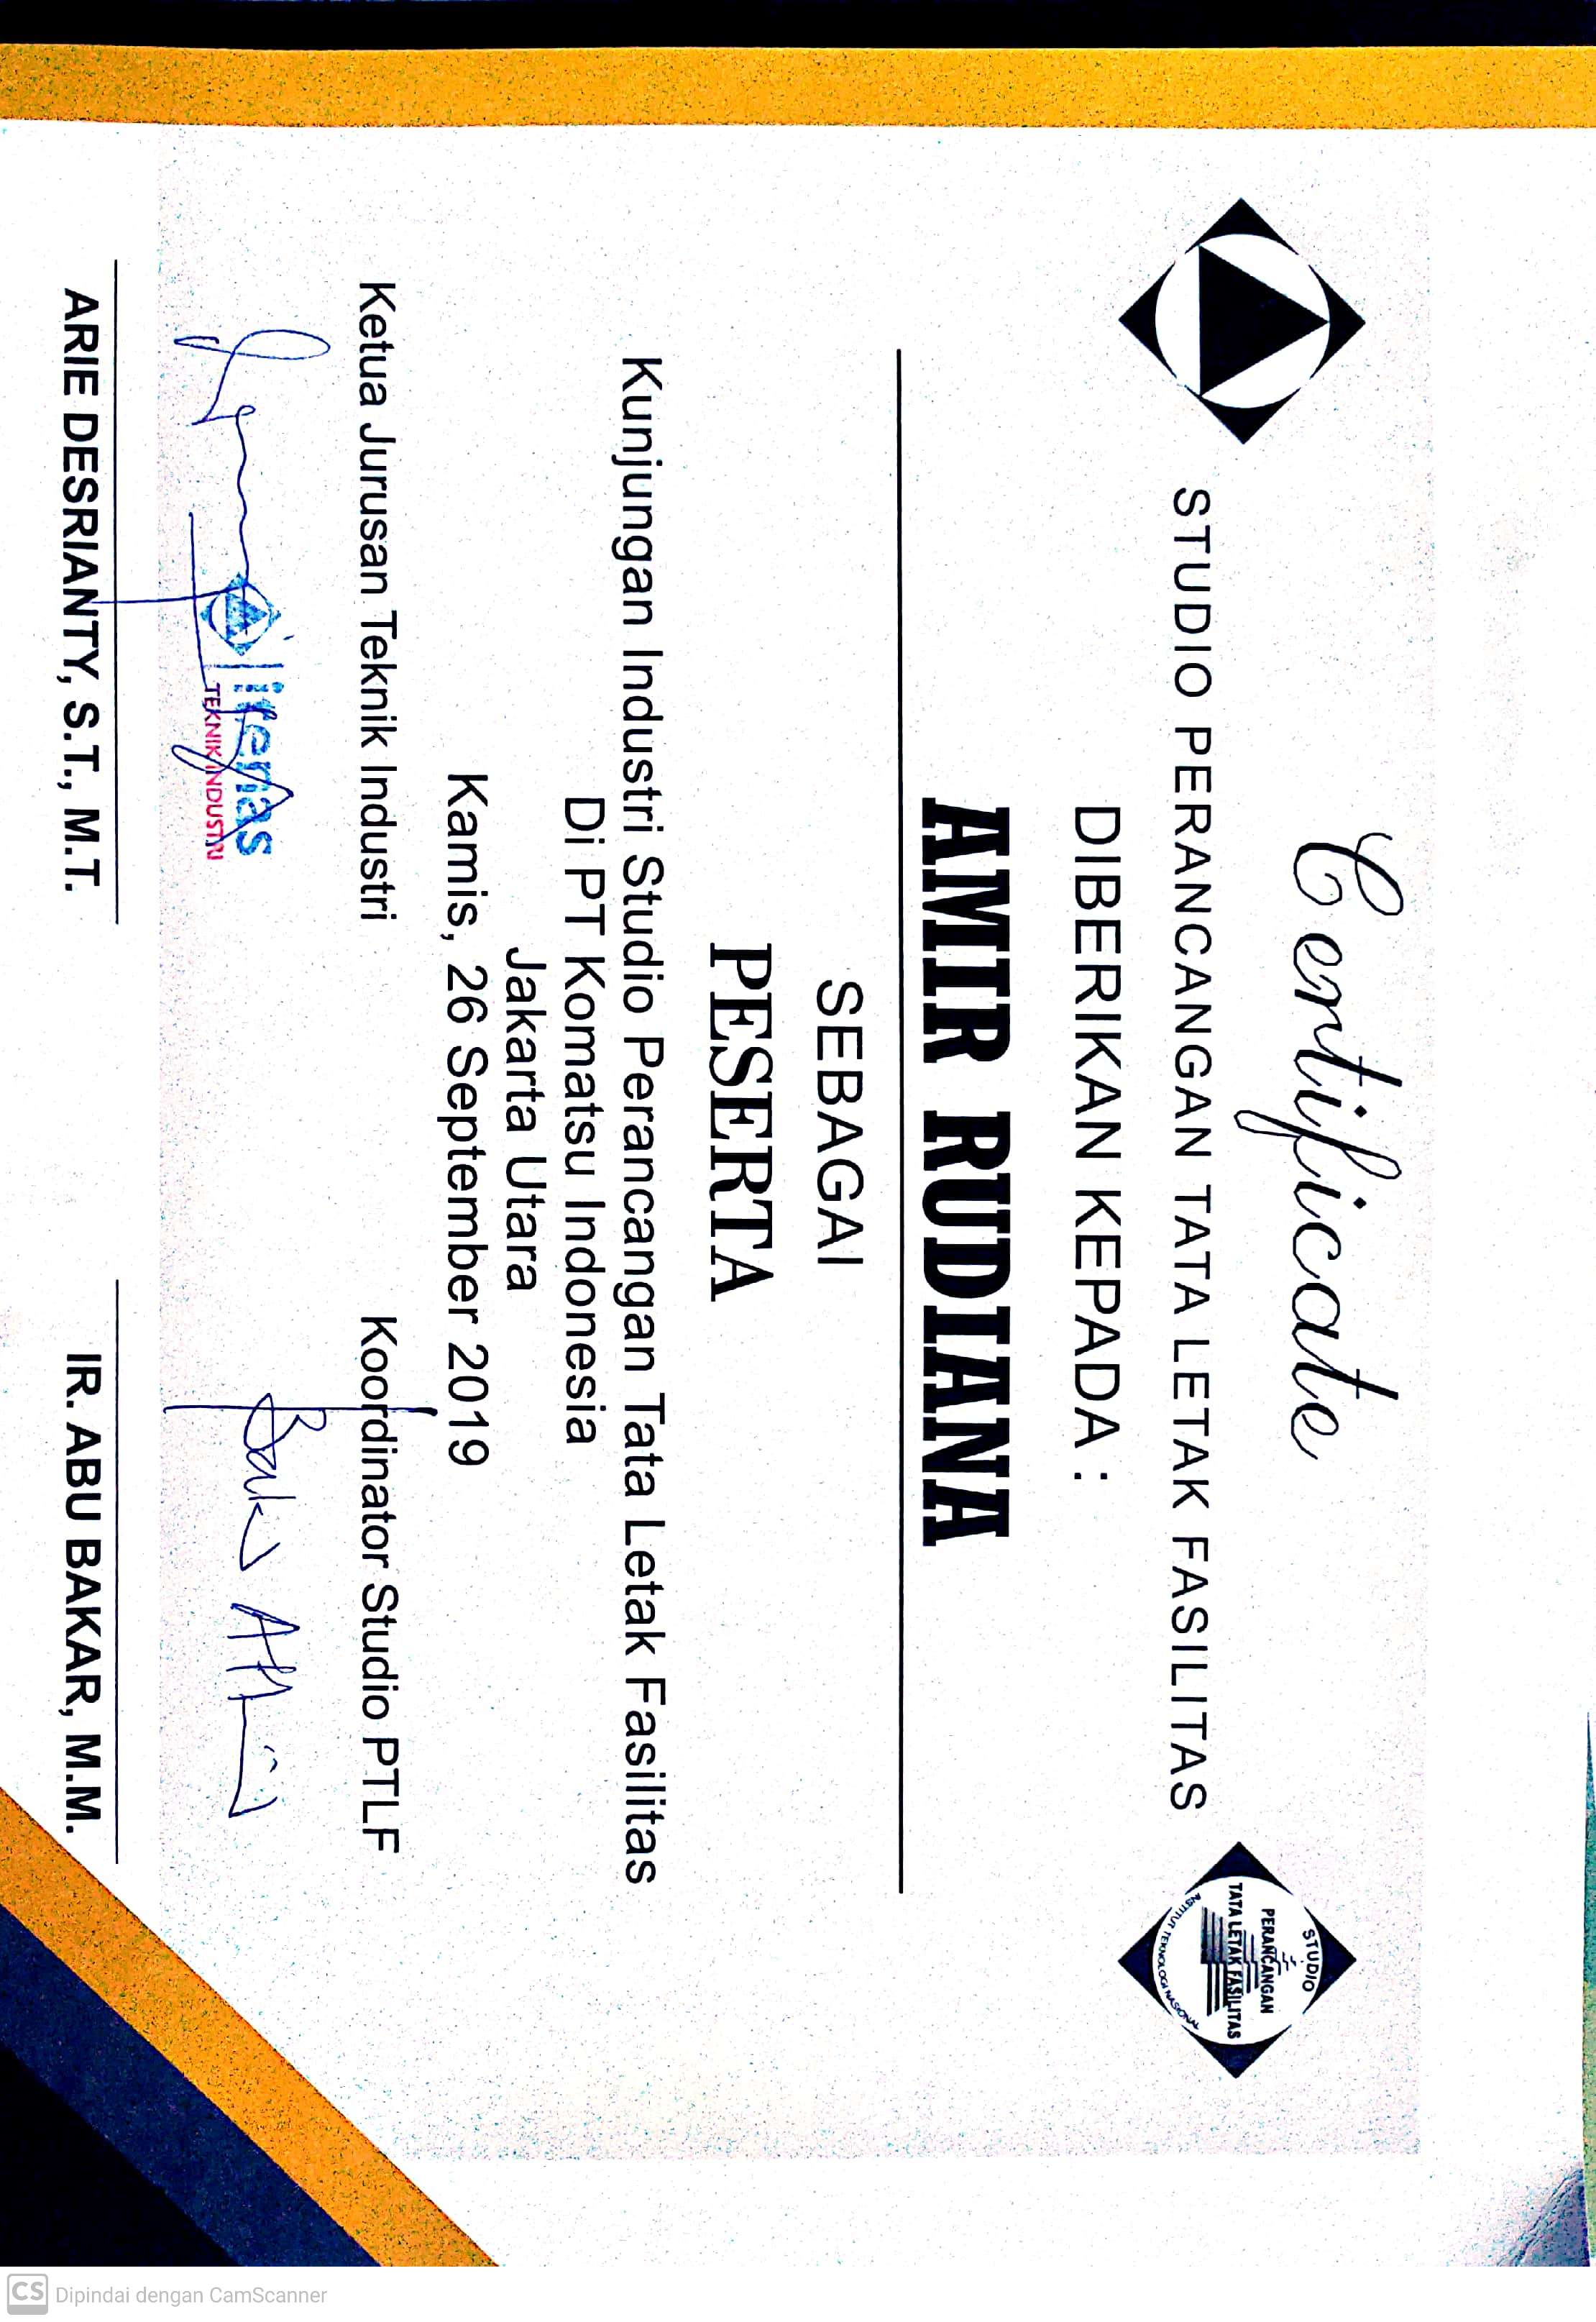 Certificate
STUDIO
PERANCANGAN
TATA LETAK FASILITAS
INSTITUT TEKNOLOGI NASIONAL
STUDIO PERANCANGAN TATA LETAK FASILITAS
DIBERIKAN KEPADA :
AMIR RUDIANA
SEBAGAI
PESERTA
Kunjungan Industri Studio Perancangan Tata Letak Fasilitas
Di PT Komatsu Indonesia
Jakarta Utara
Kamis, 26 September 2019
Ketua Jurusan Teknik Industri
Koordinator Studio PTLF
itenas
TEKNIK INDUSTRI
ARIE DESRIANTY, S.T., M.T.
IR. ABU BAKAR, M.M.
CS Dipindai dengan CamScanner